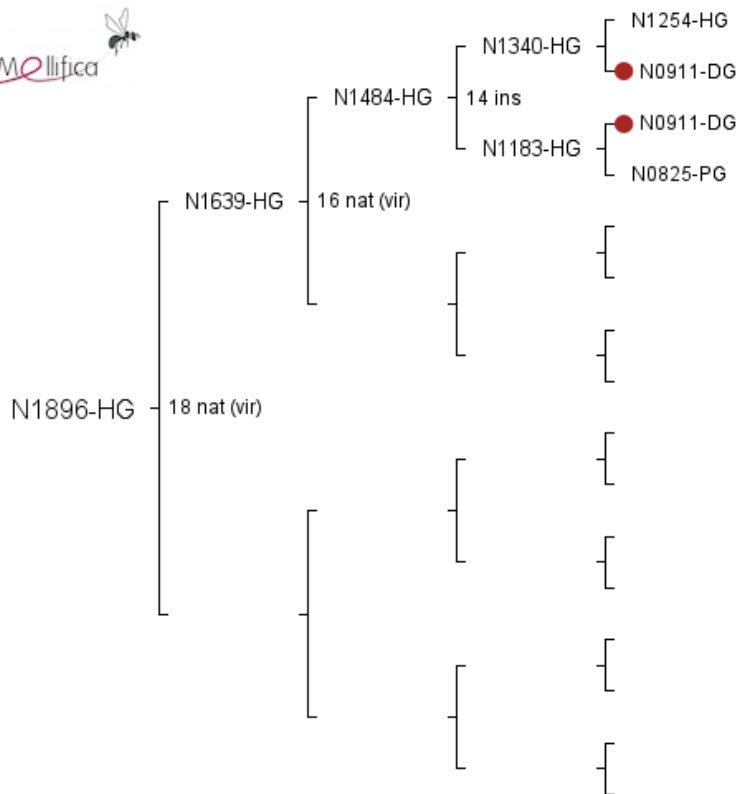 Mellifica
N1254-HG
N1340-HG
N0911-DG
N1484-HG
14 ins
N0911-DG
N1183-HG
N0825-PG
N1639-HG
16 nat (vir)
N1896-HG
18 nat (vir)